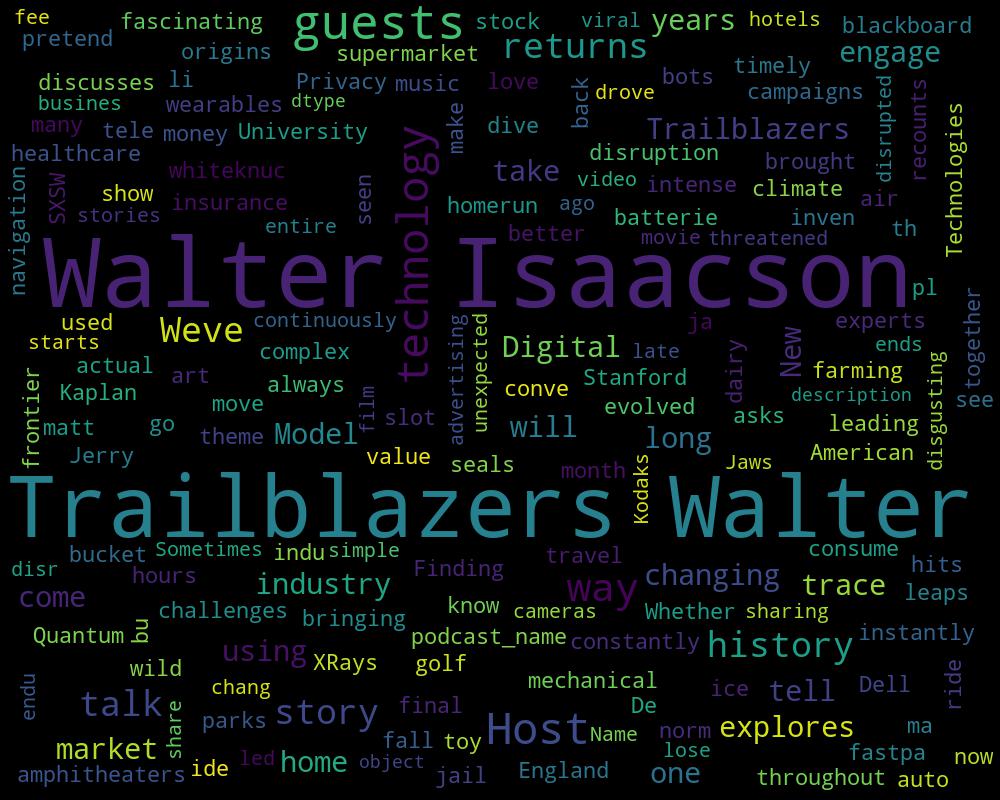 fee fascinating guests stock viral years hotels blackboard
pretend origins supermarket returns engage
discusses li Privacy music love back bots timely
busines wearables dtype make drove campaigns disrupted recounts
many tele money University dive Trailblazers Technologies
healthcare whiteknuc technology take disruption brought
navigation SXSW show insurance seen video intense climate air
stories entire homerun ago batterie inven th
better movie threatened
Walter Isaacson pl
used Weve continuously ja experts together
starts complex advertising unexpected Digital late dairy New ends
frontier actual art always conve Stanford farming see
Kaplan move film slot evolved description disgusting
matt go theme Model will long asks leading
Jerry value seals month Kodaks Jaws American
Trailblazers Walter
bucket Sometimes indu simple travel consume
disr hours industry Finding way changing trace hits
come challenges bringing know cameras Whether sharing leaps
Quantum bu using podcast_name constantly history instantly
wild XRays golf
endu chang mechanical ice tell Dell ride
talk share parks story final Host De norm explores ma
market fall toy Name lose fastpa now
amphitheaters ide led home object jail England one throughout auto